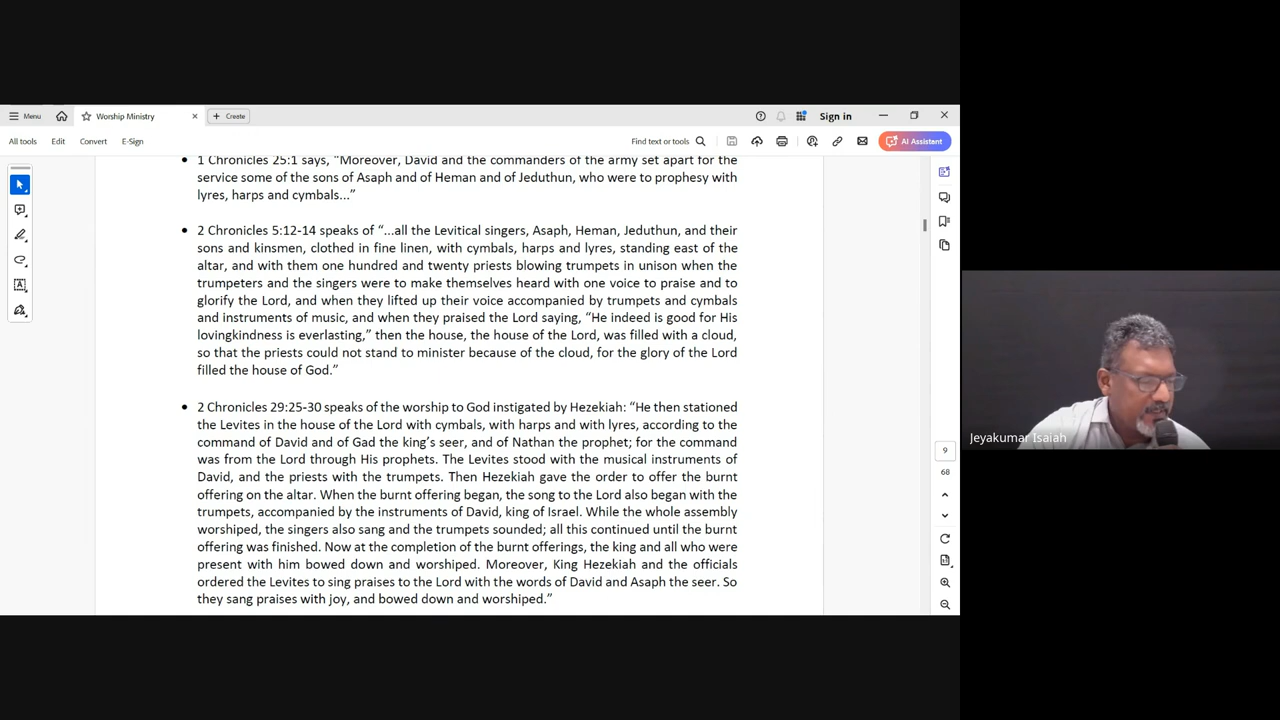 Menu
Worship Ministry
Create
Sign in
All tools
Edit
Convert
E-Sign
Find text or tools
AI Assistant
• 1 Chronicles 25:1 says, “Moreover, David and the commanders of the army set apart for the
service some of the sons of Asaph and of Heman and of Jeduthun, who were to prophesy with
lyres, harps and cymbals...”
• 2 Chronicles 5:12-14 speaks of “...all the Levitical singers, Asaph, Heman, Jeduthun, and their
sons and kinsmen, clothed in fine linen, with cymbals, harps and lyres, standing east of the
altar, and with them one hundred and twenty priests blowing trumpets in unison when the
trumpeters and the singers were to make themselves heard with one voice to praise and to
glorify the Lord, and when they lifted up their voice accompanied by trumpets and cymbals
and instruments of music, and when they praised the Lord saying, “He indeed is good for His
lovingkindness is everlasting,” then the house, the house of the Lord, was filled with a cloud,
so that the priests could not stand to minister because of the cloud, for the glory of the Lord
filled the house of God.”
• 2 Chronicles 29:25-30 speaks of the worship to God instigated by Hezekiah: “He then stationed
the Levites in the house of the Lord with cymbals, with harps and with lyres, according to the
command of David and of Gad the king’s seer, and of Nathan the prophet; for the command
was from the Lord through His prophets. The Levites stood with the musical instruments of
David, and the priests with the trumpets. Then Hezekiah gave the order to offer the burnt
offering on the altar. When the burnt offering began, the song to the Lord also began with the
trumpets, accompanied by the instruments of David, king of Israel. While the whole assembly
worshiped, the singers also sang and the trumpets sounded; all this continued until the burnt
offering was finished. Now at the completion of the burnt offerings, the king and all who were
present with him bowed down and worshiped. Moreover, King Hezekiah and the officials
ordered the Levites to sing praises to the Lord with the words of David and Asaph the seer. So
they sang praises with joy, and bowed down and worshiped.”
9
68
Jeyakumar Isaiah